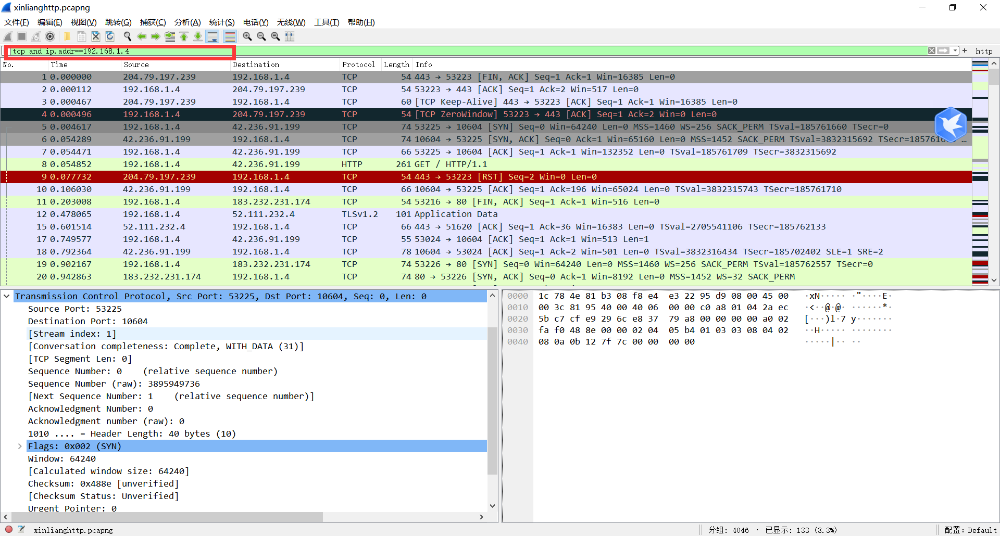 xinlianghttp.pcapng
文件(F) 编辑(E) 视图(V) 跳转(G) 捕获(C) 分析(A) 统计(S) 电话(Y) 无线(W) 工具(T) 帮助(H)
tcp and ip.addr==192.168.1.4 + http
No. Time Source Destination Protocol Length Info
1 0.000000 204.79.197.239 192.168.1.4 TCP 54 443 → 53223 [FIN, ACK] Seq=1 Ack=1 Win=16385 Len=0
2 0.000112 192.168.1.4 204.79.197.239 TCP 54 53223 → 443 [ACK] Seq=1 Ack=2 Win=517 Len=0
3 0.000467 204.79.197.239 192.168.1.4 TCP 60 [TCP Keep-Alive] 443 → 53223 [ACK] Seq=1 Ack=1 Win=16385 Len=0
4 0.000496 192.168.1.4 204.79.197.239 TCP 54 [TCP ZeroWindow] 53223 → 443 [ACK] Seq=1 Ack=2 Win=0 Len=0
5 0.004617 192.168.1.4 42.236.91.199 TCP 74 53225 → 10604 [SYN] Seq=0 Win=64240 Len=0 MSS=1460 WS=256 SACK_PERM TSval=185761660 TSecr=0
6 0.054289 42.236.91.199 192.168.1.4 TCP 74 10604 → 53225 [SYN, ACK] Seq=0 Ack=1 Win=65160 Len=0 MSS=1452 SACK_PERM TSval=3832315692 …
7 0.054471 192.168.1.4 42.236.91.199 TCP 66 53225 → 10604 [ACK] Seq=1 Ack=1 Win=132352 Len=0 TSval=185761709 TSecr=3832315692
8 0.054852 192.168.1.4 42.236.91.199 HTTP 261 GET / HTTP/1.1
9 0.077732 204.79.197.239 192.168.1.4 TCP 54 443 → 53223 [RST] Seq=2 Win=0 Len=0
10 0.106030 42.236.91.199 192.168.1.4 TCP 66 10604 → 53225 [ACK] Seq=1 Ack=196 Win=65024 Len=0 TSval=3832315743 TSecr=185761710
11 0.203008 192.168.1.4 183.232.231.174 TCP 54 53216 → 80 [FIN, ACK] Seq=1 Ack=1 Win=516 Len=0
12 0.478065 192.168.1.4 52.111.232.4 TLSv1.2 101 Application Data
15 0.601514 52.111.232.4 192.168.1.4 TCP 66 443 → 51620 [ACK] Seq=1 Ack=36 Win=16383 Len=0 TSval=2705541106 TSecr=185762133
17 0.749577 192.168.1.4 42.236.91.199 TCP 55 53024 → 10604 [ACK] Seq=1 Ack=1 Win=513 Len=1
18 0.792364 42.236.91.199 192.168.1.4 TCP 78 10604 → 53024 [ACK] Seq=1 Ack=2 Win=501 Len=0 TSval=3832316434 TSecr=185702402 SLE=1 SRE=2
19 0.902167 192.168.1.4 183.232.231.174 TCP 74 53226 → 80 [SYN] Seq=0 Win=64240 Len=0 MSS=1460 WS=256 SACK_PERM TSval=185762557 TSecr=0
20 0.942863 183.232.231.174 192.168.1.4 TCP 74 80 → 53226 [SYN, ACK] Seq=0 Ack=1 Win=8192 Len=0 MSS=1452 WS=32 SACK_PERM
Transmission Control Protocol, Src Port: 53225, Dst Port: 10604, Seq: 0, Len: 0
Source Port: 53225
Destination Port: 10604
[Stream index: 1]
[Conversation completeness: Complete, WITH_DATA (31)]
[TCP Segment Len: 0]
Sequence Number: 0 (relative sequence number)
Sequence Number (raw): 3895949736
[Next Sequence Number: 1 (relative sequence number)]
Acknowledgment Number: 0
Acknowledgment number (raw): 0
1010 .... = Header Length: 40 bytes (10)
Flags: 0x002 (SYN)
Window: 64240
[Calculated window size: 64240]
Checksum: 0x488e [unverified]
[Checksum Status: Unverified]
Urgent Pointer: 0
0000 1c 78 4e 81 b3 08 f8 e4 e3 22 95 d9 08 00 45 00 ·xN····· ·"····E·
0010 00 3c 81 95 40 00 40 06 00 00 c0 a8 01 04 2a ec ·<··@·@· ······*·
0020 5b c7 cf e9 29 6c e8 37 79 a8 00 00 00 00 a0 02 [···)l·7 y·······
0030 fa f0 48 8e 00 00 02 04 05 b4 01 03 03 08 04 02 ··H····· ········
0040 08 0a 0b 12 7f 7c 00 00 00 00 ·····|·· ··
xinlianghttp.pcapng 分组: 4046 · 已显示: 133 (3.3%) 配置: Default